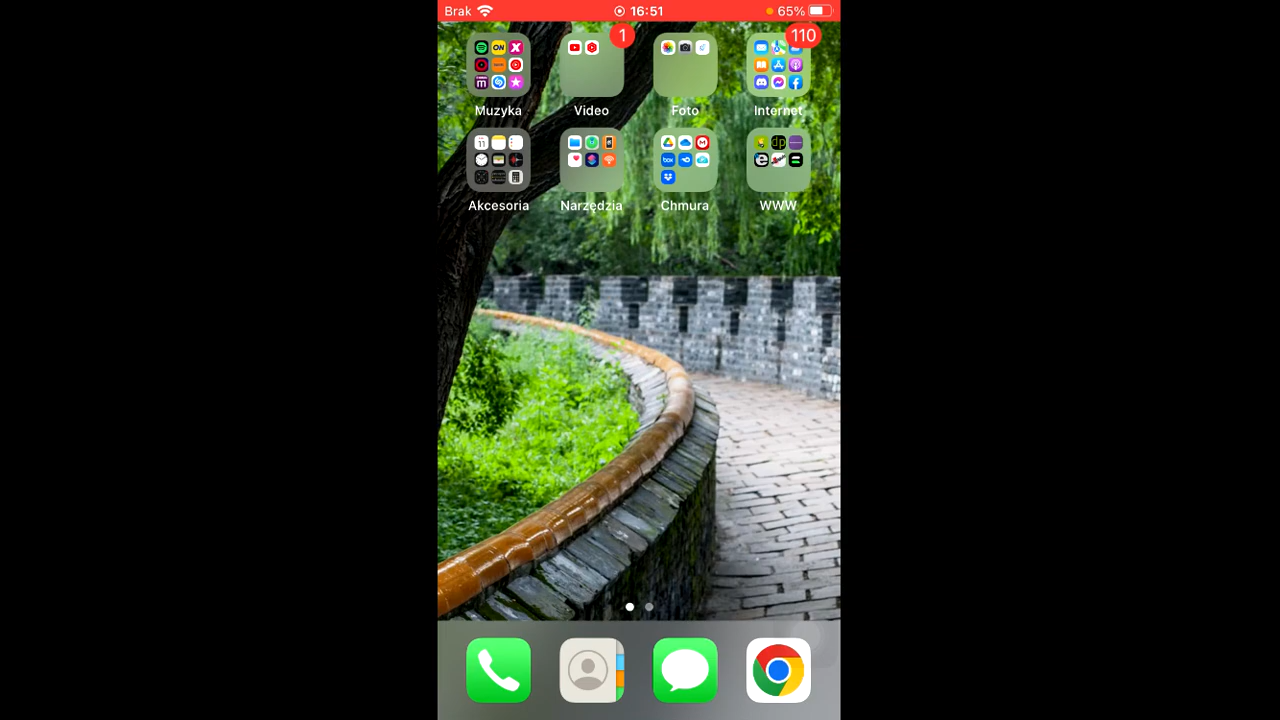 Brak 16:51 65%
1 110
Muzyka Video Foto Internet
Akcesoria Narzędzia Chmura WWW